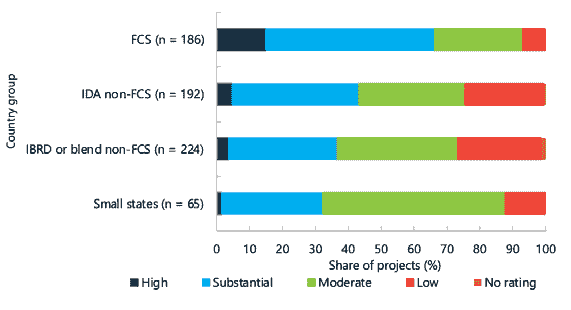 Country group
FCS (n = 186)
IDA non-FCS (n = 192)
IBRD or blend non-FCS (n = 224)
Small states (n = 65)
0 10 20 30 40 50 60 70 80 90 100
Share of projects (%)
High Substantial Moderate Low No rating